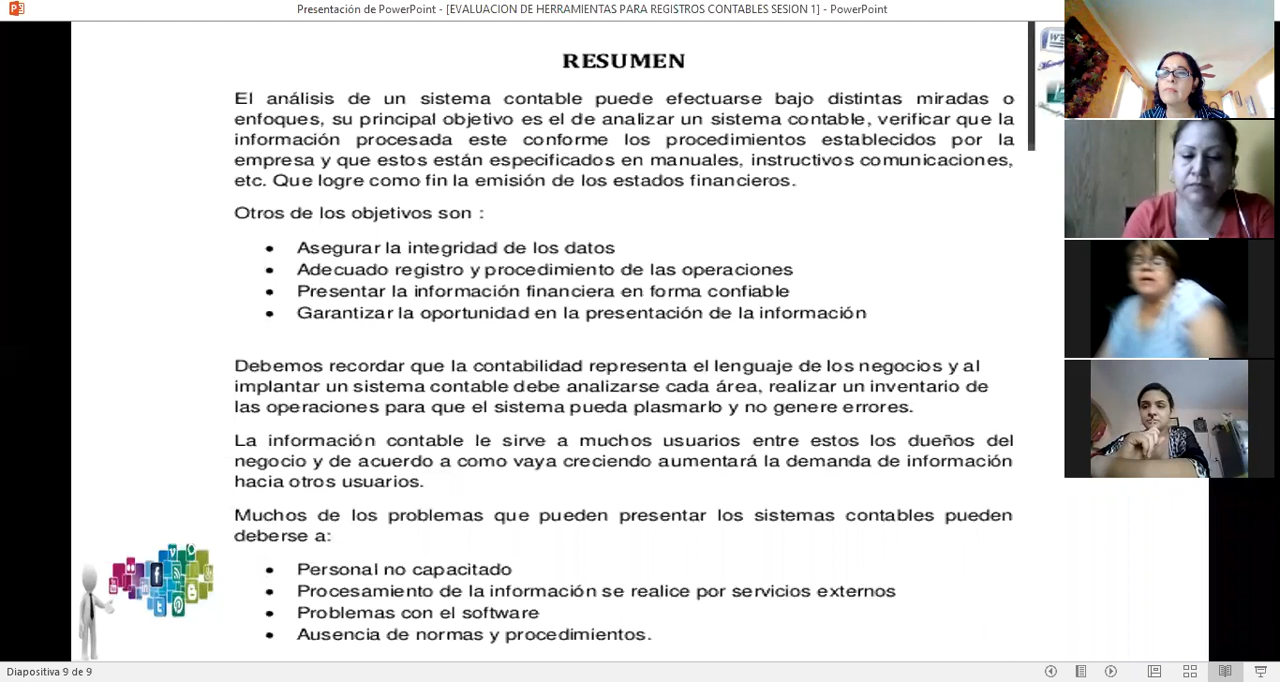 Presentación de PowerPoint - [EVALUACION DE HERRAMIENTAS PARA REGISTROS CONTABLES SESION 1] - PowerPoint
RESUMEN
El análisis de un sistema contable puede efectuarse bajo distintas miradas o
enfoques, su principal objetivo es el de analizar un sistema contable, verificar que la
información procesada este conforme los procedimientos establecidos por la
empresa y que estos están especificados en manuales, instructivos comunicaciones,
etc. Que logre como fin la emisión de los estados financieros.
Otros de los objetivos son :
• Asegurar la integridad de los datos
• Adecuado registro y procedimiento de las operaciones
• Presentar la información financiera en forma confiable
• Garantizar la oportunidad en la presentación de la información
Debemos recordar que la contabilidad representa el lenguaje de los negocios y al
implantar un sistema contable debe analizarse cada área, realizar un inventario de
las operaciones para que el sistema pueda plasmarlo y no genere errores.
La información contable le sirve a muchos usuarios entre estos los dueños del
negocio y de acuerdo a como vaya creciendo aumentará la demanda de información
hacia otros usuarios.
Muchos de los problemas que pueden presentar los sistemas contables pueden
deberse a:
• Personal no capacitado
• Procesamiento de la información se realice por servicios externos
• Problemas con el software
• Ausencia de normas y procedimientos.
Diapositiva 9 de 9